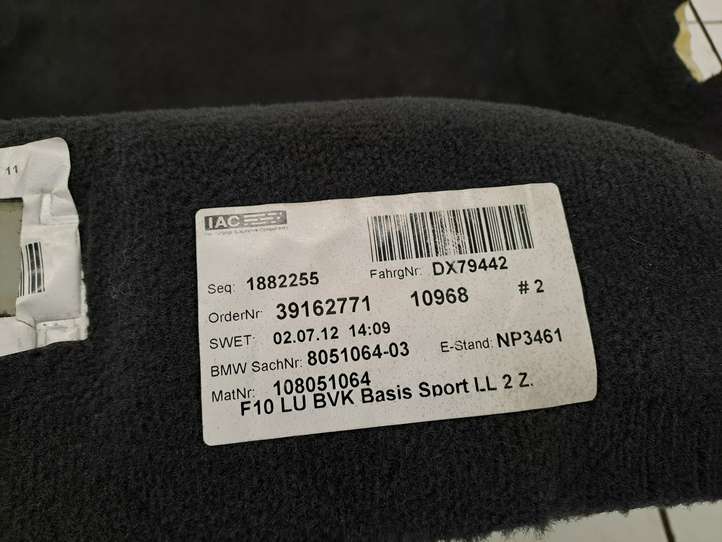 11
IAC
Seq: 1882255 FahrgNr: DX79442
OrderNr 39162771 10968 # 2
SWET: 02.07.12 14:09
BMW SachNr: 8051064-03 E-Stand: NP3461
MatNr: 108051064
F10 LU BVK Basis Sport LL 2 Z.